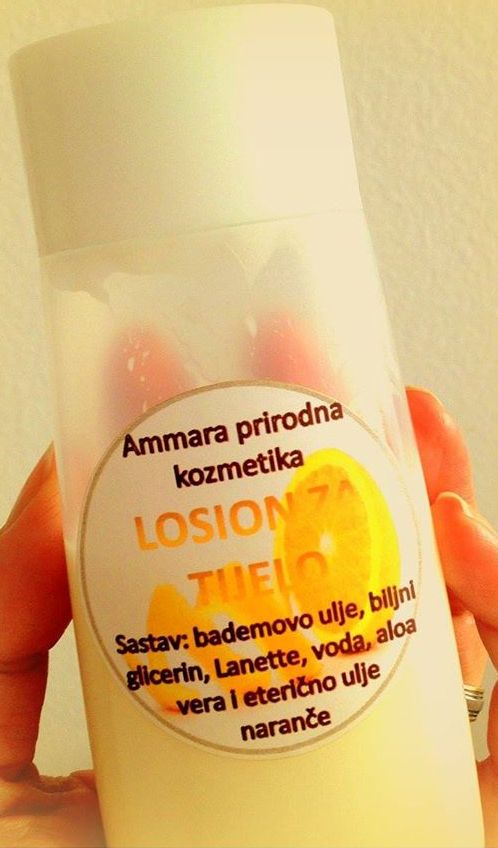 Ammara prirodna
kozmetika
LOSION ZA
TIJELO
Sastav: bademovo ulje, biljni
glicerin, Lanette, voda, aloa
vera i eterično ulje
naranče